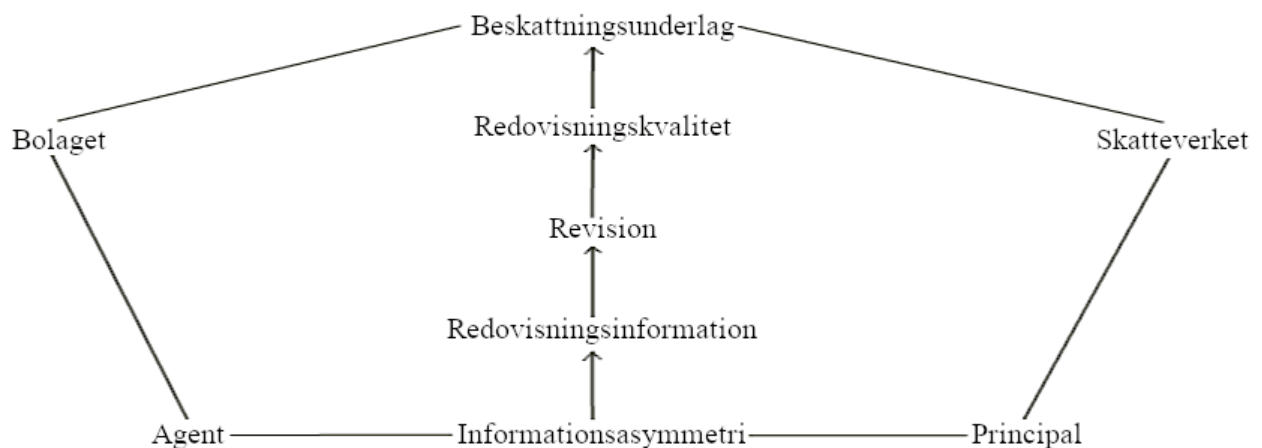 Beskattningsunderlag
Redovisningskvalitet
Bolaget
Skatteverket
Revision
Redovisningsinformation
Agent
Informationsasymmetri
Principal